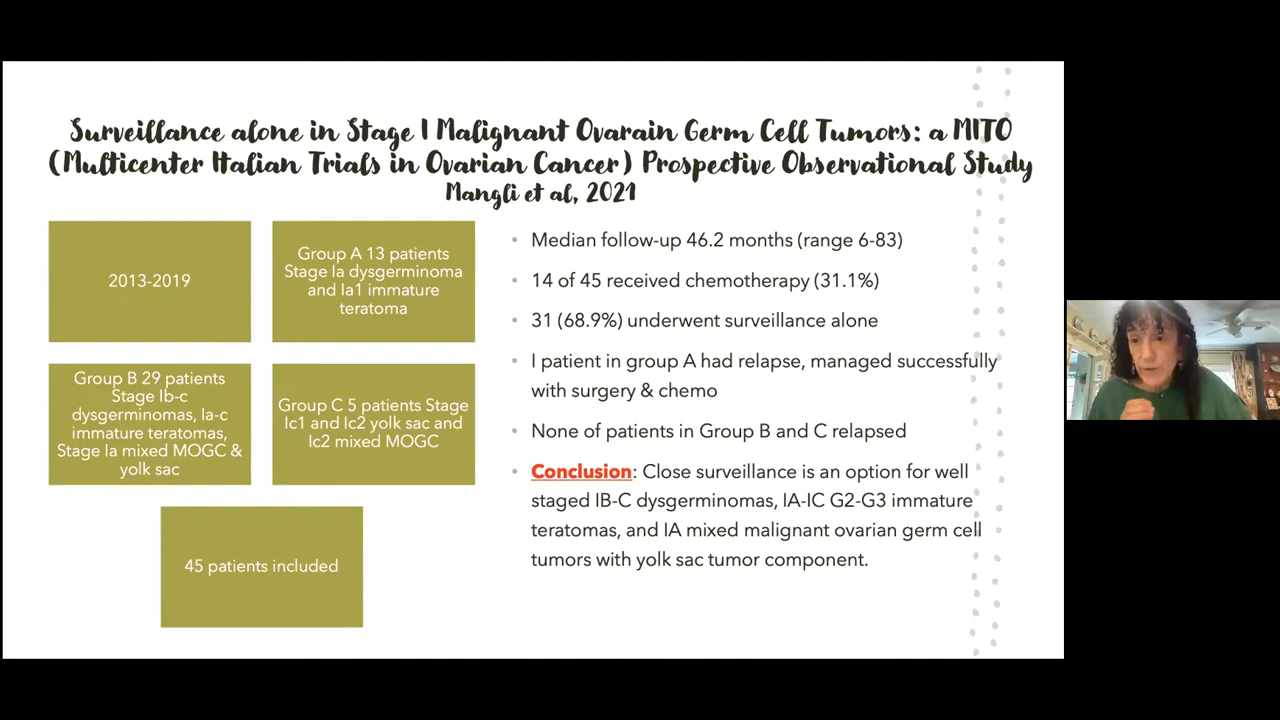 Surveillance alone in Stage I Malignant Ovarain Germ Cell Tumors: a MITO
(Multicenter Italian Trials in Ovarian Cancer) Prospective Observational Study
Mangli et al, 2021
2013-2019
Group A 13 patients
Stage Ia dysgerminoma
and Ia1 immature
teratoma
Group B 29 patients
Stage Ib-c
dysgerminomas, Ia-c
immature teratomas,
Stage Ia mixed MOGC &
yolk sac
Group C 5 patients Stage
Ic1 and Ic2 yolk sac and
Ic2 mixed MOGC
45 patients included
• Median follow-up 46.2 months (range 6-83)
• 14 of 45 received chemotherapy (31.1%)
• 31 (68.9%) underwent surveillance alone
• I patient in group A had relapse, managed successfully
with surgery & chemo
• None of patients in Group B and C relapsed
• Conclusion: Close surveillance is an option for well
staged IB-C dysgerminomas, IA-IC G2-G3 immature
teratomas, and IA mixed malignant ovarian germ cell
tumors with yolk sac tumor component.